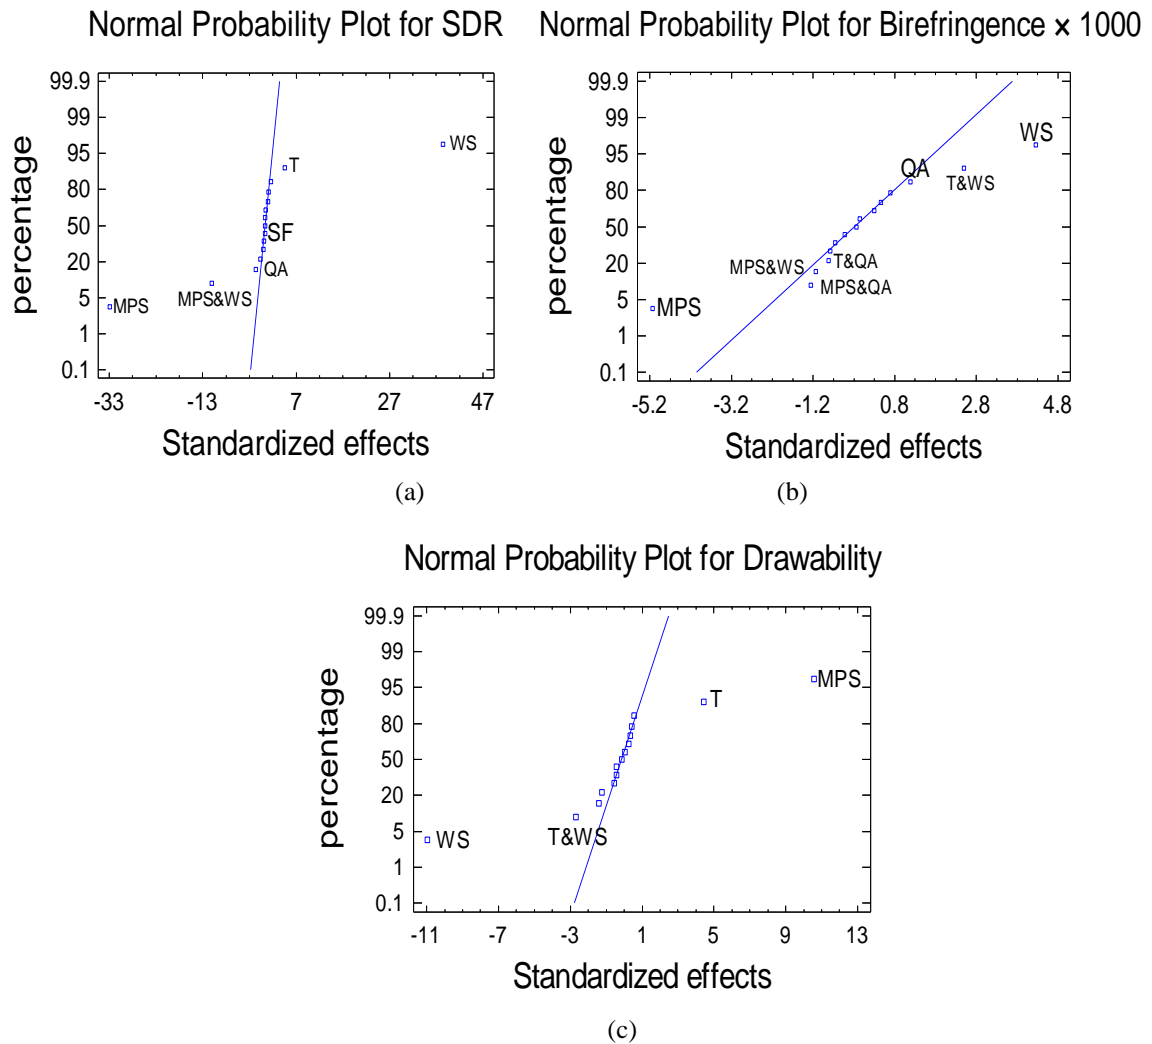 Normal Probability Plot for SDR
99.9
99
95
80
50
20
5
1
0.1
percentage
WS
T
SF
QA
MPS&WS
MPS
-33 -13 7 27 47
Standardized effects
(a)
Normal Probability Plot for Birefringence × 1000
99.9
99
95
80
50
20
5
1
0.1
percentage
WS
QA
T&WS
T&QA
MPS&WS
MPS&QA
MPS
-5.2 -3.2 -1.2 0.8 2.8 4.8
Standardized effects
(b)
Normal Probability Plot for Drawability
99.9
99
95
80
50
20
5
1
0.1
percentage
MPS
T
T&WS
WS
-11 -7 -3 1 5 9 13
Standardized effects
(c)